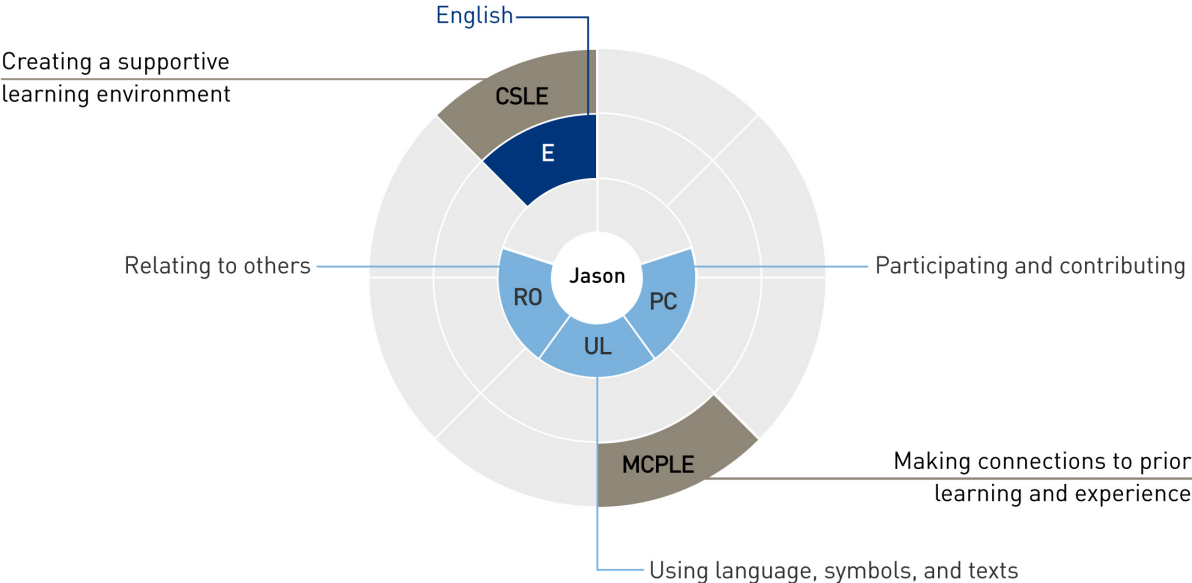 English
Creating a supportive
learning environment
CSLE
E
Relating to others
Jason
Participating and contributing
RO
PC
UL
MCPLE
Making connections to prior
learning and experience
Using language, symbols, and texts